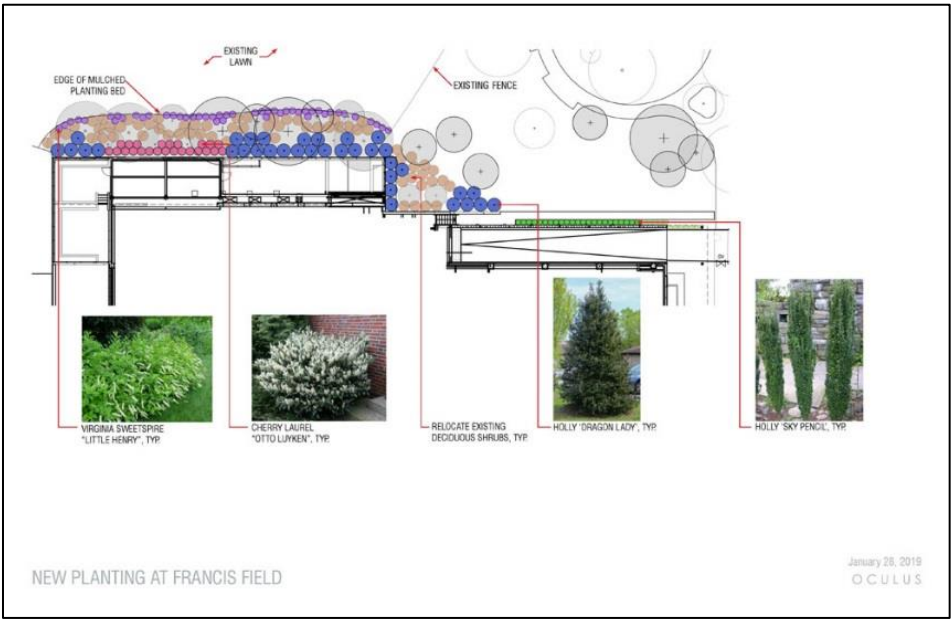 EXISTING
LAWN
EDGE OF MULCHED
PLANTING BED
EXISTING FENCE
VIRGINIA SWEETSPIRE
"LITTLE HENRY", TYP.
CHERRY LAUREL
"OTTO LUYKEN", TYP.
RELOCATE EXISTING
DECIDUOUS SHRUBS, TYP.
HOLLY 'DRAGON LADY', TYP.
HOLLY 'SKY PENCIL', TYP.
NEW PLANTING AT FRANCIS FIELD
January 28, 2019
OCULUS